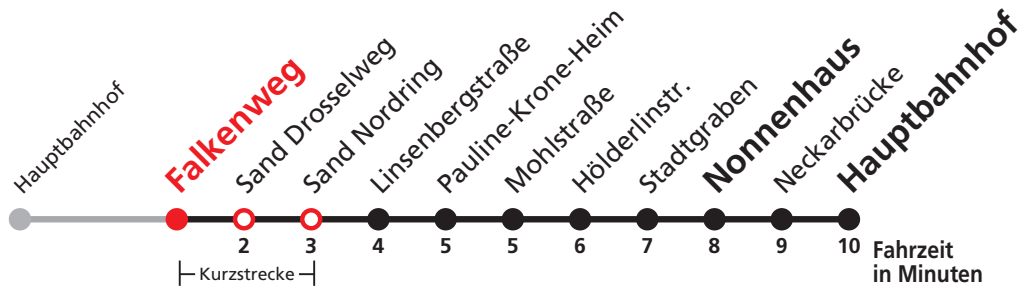 Hauptbahnhof
Falkenweg
Sand Drosselweg
Sand Nordring
Linsenbergstraße
Pauline-Krone-Heim
Mohlstraße
Hölderlinstr.
Stadtgraben
Nonnenhaus
Neckarbrücke
Hauptbahnhof
2 3 4 5 5 6 7 8 9 10 Fahrzeit
in Minuten
Kurzstrecke